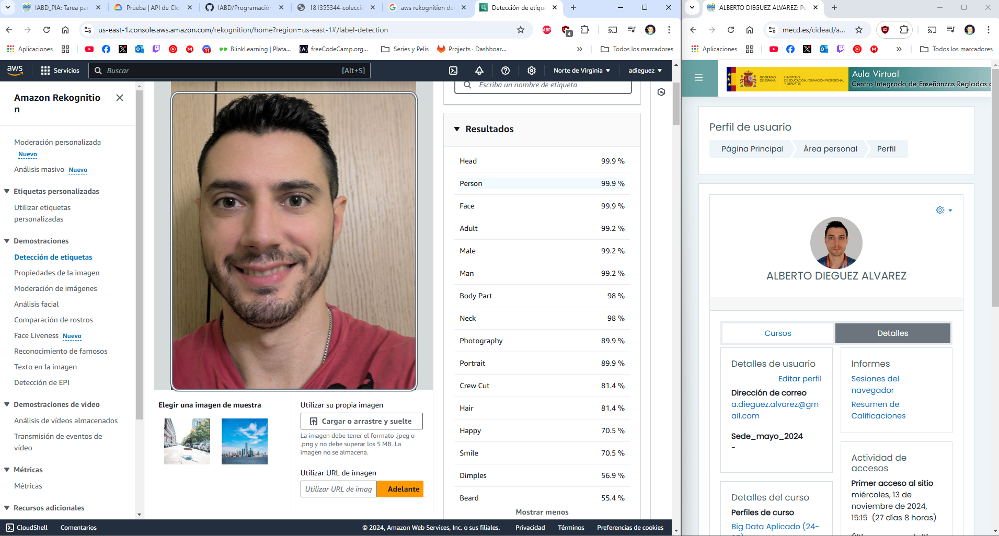 IABD_PIA: Tarea par
Prueba | API de Clo
IABD/Programación
181355344-colecció
aws rekognition de
Detección de etique
us-east-1.console.aws.amazon.com/rekognition/home?region=us-east-1#/label-detection
ABP
4
Aplicaciones
11
BlinkLearning | Plata...
freeCodeCamp.org...
Series y Pelis
Projects · Dashboar...
Todos los marcadores
aws
Servicios
Buscar
[Alt+S]
Norte de Virginia
adieguez
Amazon Rekognitio
n
Moderación personalizada
Nuevo
Análisis masivo Nuevo
Etiquetas personalizadas
Utilizar etiquetas
personalizadas
Demostraciones
Detección de etiquetas
Propiedades de la imagen
Moderación de imágenes
Análisis facial
Comparación de rostros
Face Liveness Nuevo
Reconocimiento de famosos
Texto en la imagen
Detección de EPI
Demostraciones de video
Análisis de vídeos almacenados
Transmisión de eventos de
vídeo
Métricas
Métricas
Recursos adicionales
Elegir una imagen de muestra
Utilizar su propia imagen
Cargar o arrastre y suelte
La imagen debe tener el formato .jpeg o
.png y no debe superar los 5 MB. La
imagen no se almacena.
Utilizar URL de imagen
Utilizar URL de imag
Adelante
Escriba un nombre de etiqueta
Resultados
Head 99.9 %
Person 99.9 %
Face 99.9 %
Adult 99.2 %
Male 99.2 %
Man 99.2 %
Body Part 98 %
Neck 98 %
Photography 89.9 %
Portrait 89.9 %
Crew Cut 81.4 %
Hair 81.4 %
Happy 70.5 %
Smile 70.5 %
Dimples 56.9 %
Beard 55.4 %
Mostrar menos
CloudShell
Comentarios
© 2024, Amazon Web Services, Inc. o sus filiales.
Privacidad
Términos
Preferencias de cookies
ALBERTO DIEGUEZ ALVAREZ: Pe
mecd.es/cidead/a...
Aplicaciones
Todos los marcadores
GOBIERNO
DE ESPAÑA
MINISTERIO
DE EDUCACIÓN, FORMACIÓN PROFESIONAL
Y DEPORTES
Aula Virtual
Centro Integrado de Enseñanzas Regladas
Perfil de usuario
Página Principal
Área personal
Perfil
ALBERTO DIEGUEZ ALVAREZ
Cursos
Detalles
Detalles de usuario
Editar perfil
Dirección de correo
a.dieguez.alvarez@gm
ail.com
Sede_mayo_2024
-
Detalles del curso
Perfiles de curso
Big Data Aplicado (24-
Informes
Sesiones del
navegador
Resumen de
Calificaciones
Actividad de
accesos
Primer acceso al sitio
miércoles, 13 de
noviembre de 2024,
15:15 (27 días 8 horas)